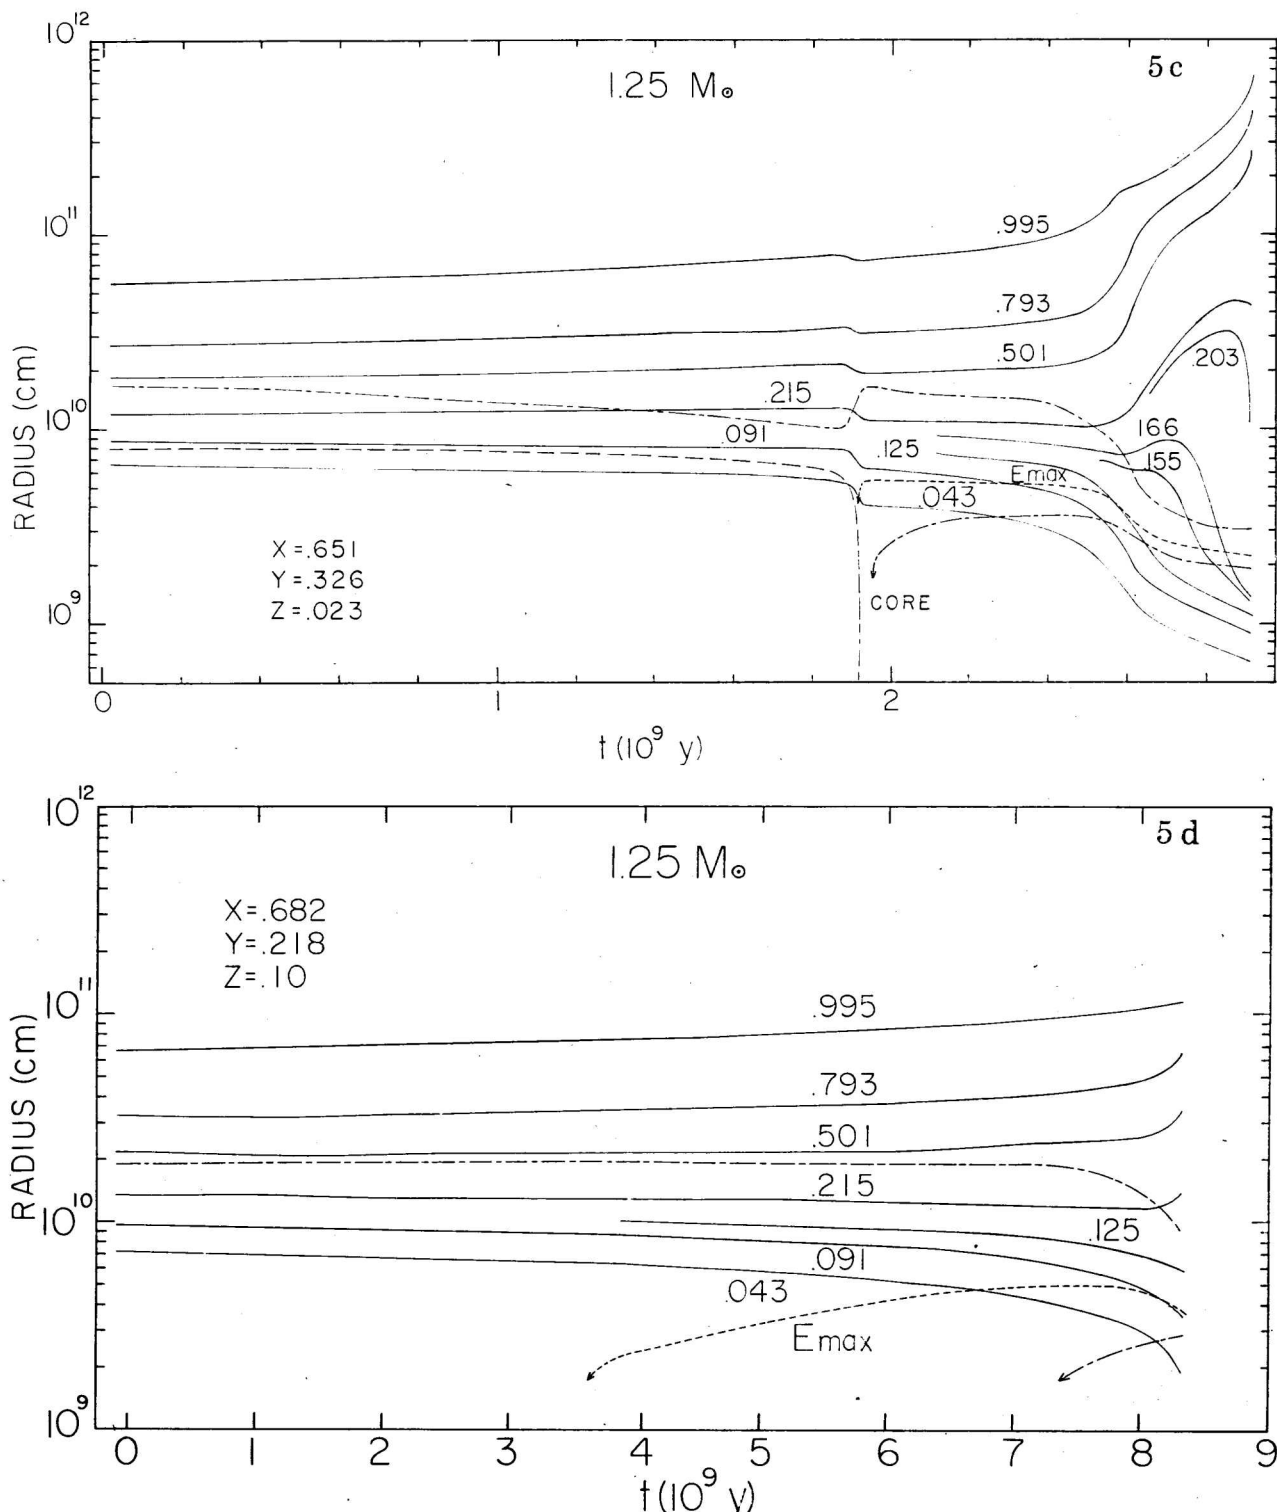 10¹²
5c
1.25 M⊙
10¹¹
.995
.793
.501
.203
.215
10¹⁰
.166
.091
.125
.155
Emax
.043
RADIUS (cm)
X=.651
Y=.326
Z=.023
CORE
10⁹
0 1 2
t (10⁹ y)
10¹²
5d
1.25 M⊙
X=.682
Y=.218
Z=.10
10¹¹
.995
.793
.501
RADIUS (cm)
.215
10¹⁰
.125
.091
.043
Emax
10⁹
0 1 2 3 4 5 6 7 8 9
t (10⁹ y)